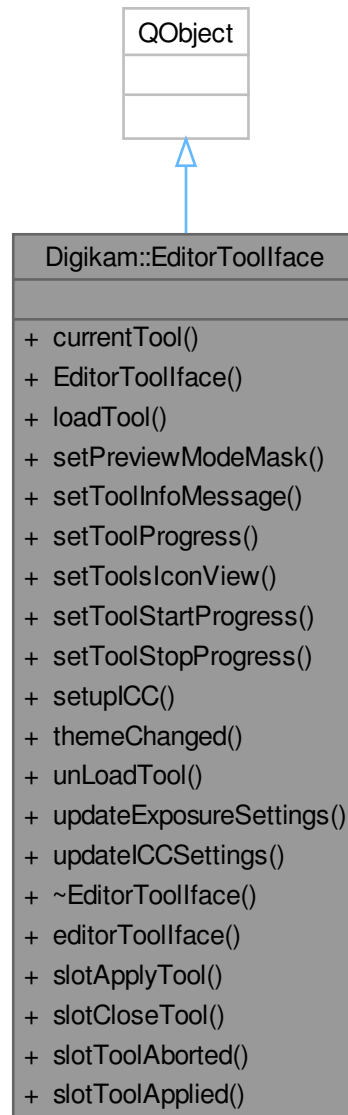 QObject
Digikam::EditorToolIface
+ currentTool()
+ EditorToolIface()
+ loadTool()
+ setPreviewModeMask()
+ setToolInfoMessage()
+ setToolProgress()
+ setToolsIconView()
+ setToolStartProgress()
+ setToolStopProgress()
+ setupICC()
+ themeChanged()
+ unLoadTool()
+ updateExposureSettings()
+ updateICCSettings()
+ ~EditorToolIface()
+ editorToolIface()
+ slotApplyTool()
+ slotCloseTool()
+ slotToolAborted()
+ slotToolApplied()